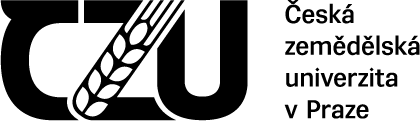 ČZU
Česká
zemědělská
univerzita
v Praze